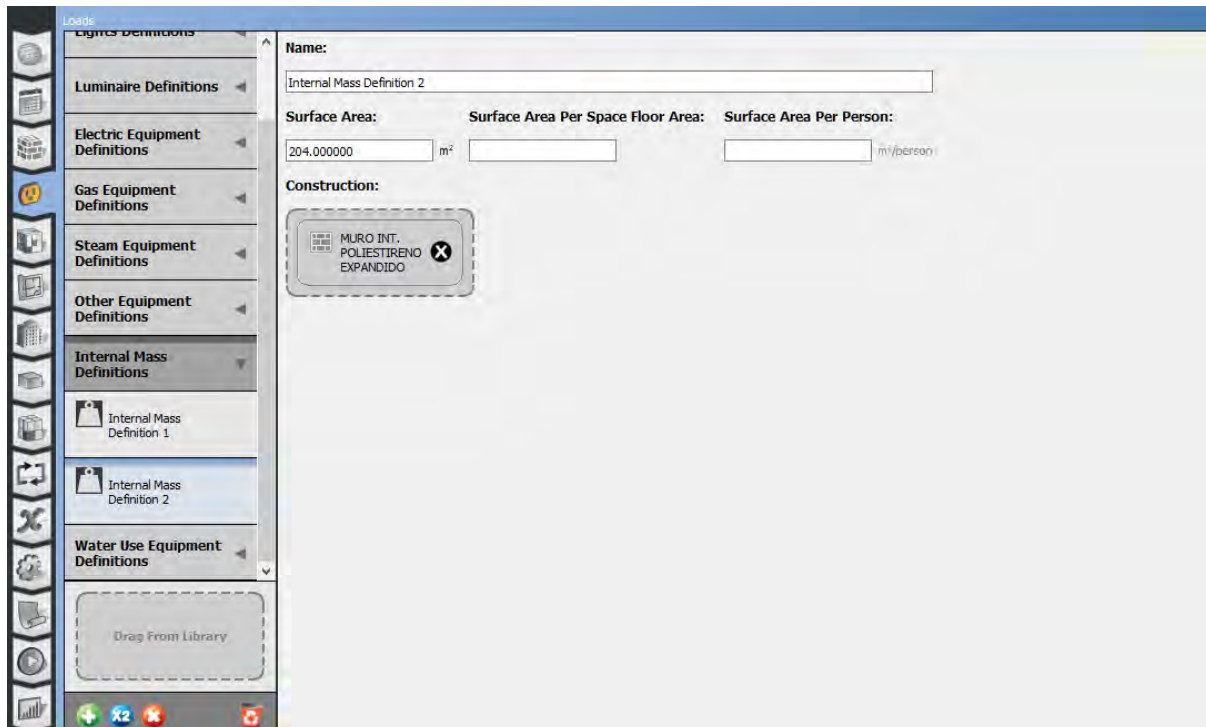 Loads
Lights Definitions
Luminaire Definitions
Electric Equipment
Definitions
Gas Equipment
Definitions
Steam Equipment
Definitions
Other Equipment
Definitions
Internal Mass
Definitions
Internal Mass
Definition 1
Internal Mass
Definition 2
Water Use Equipment
Definitions
Drag From Library
x2
Name:
Internal Mass Definition 2
Surface Area: Surface Area Per Space Floor Area: Surface Area Per Person:
204.000000 m² m²/person
Construction:
MURO INT.
POLIESTIRENO
EXPANDIDO